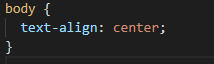 body {
  text-align: center;
}